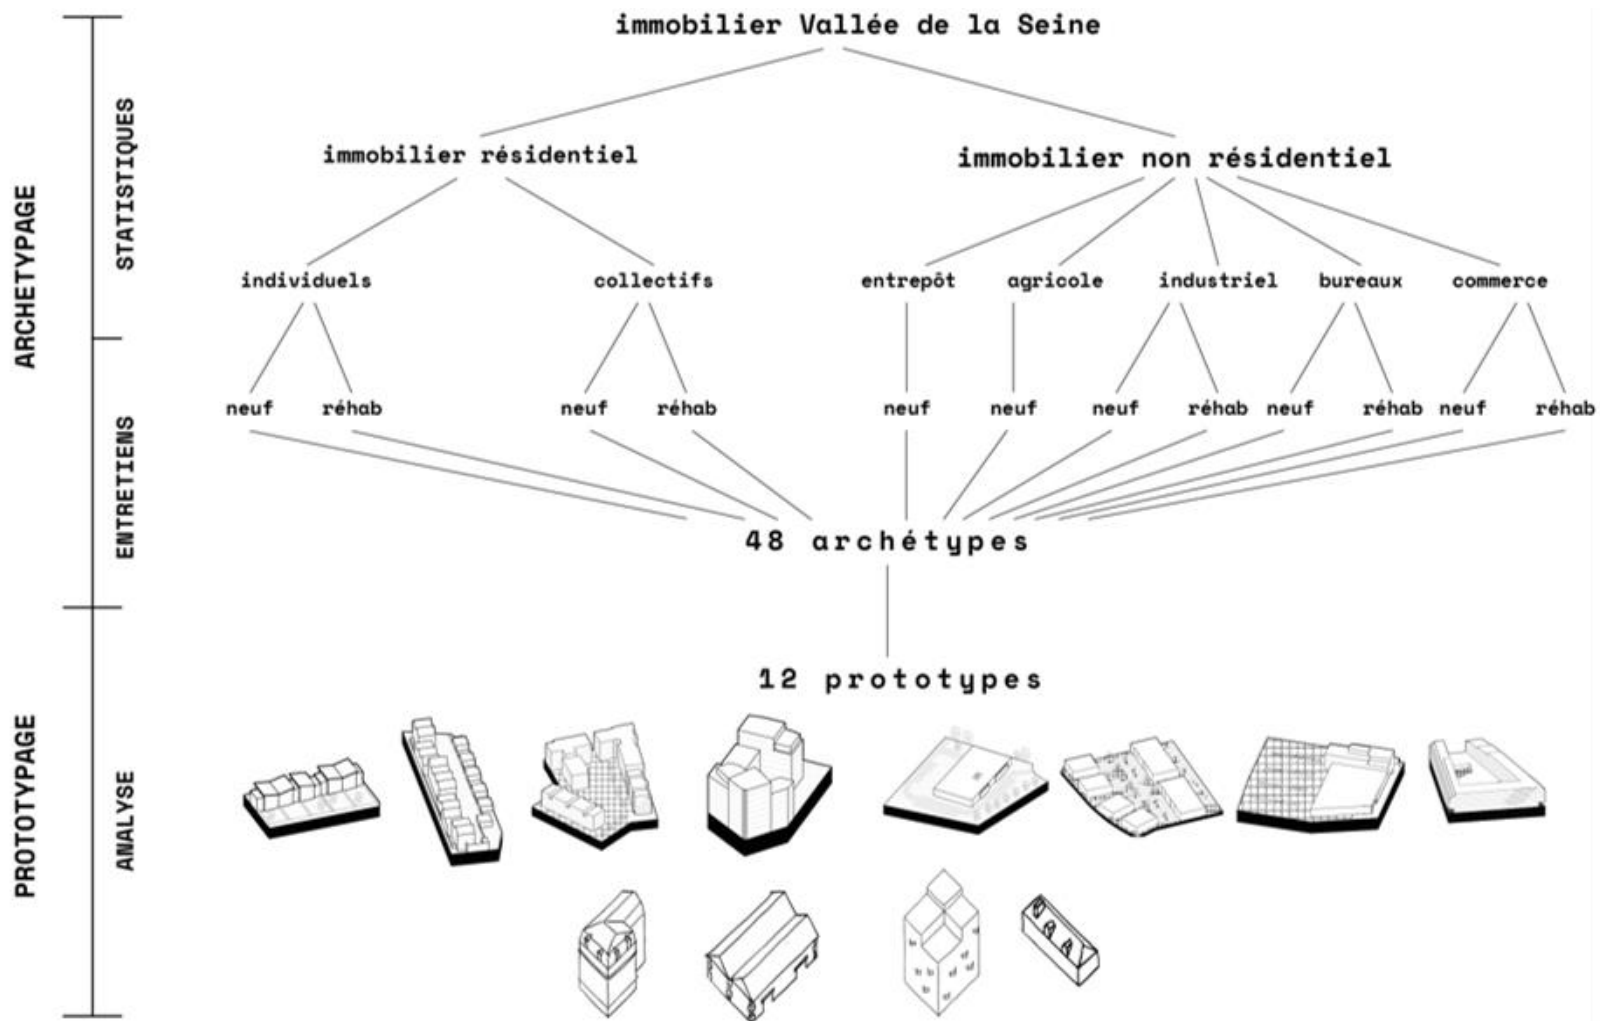 immobilier Vallée de la Seine
immobilier résidentiel
immobilier non résidentiel
individuels
collectifs
entrepôt
agricole
industriel
bureaux
commerce
neuf
réhab
neuf
réhab
neuf
neuf
neuf
réhab
neuf
réhab
neuf
réhab
48 archétypes
12 prototypes
ARCHETYPAGE
STATISTIQUES
ENTRETIENS
PROTOTYPAGE
ANALYSE